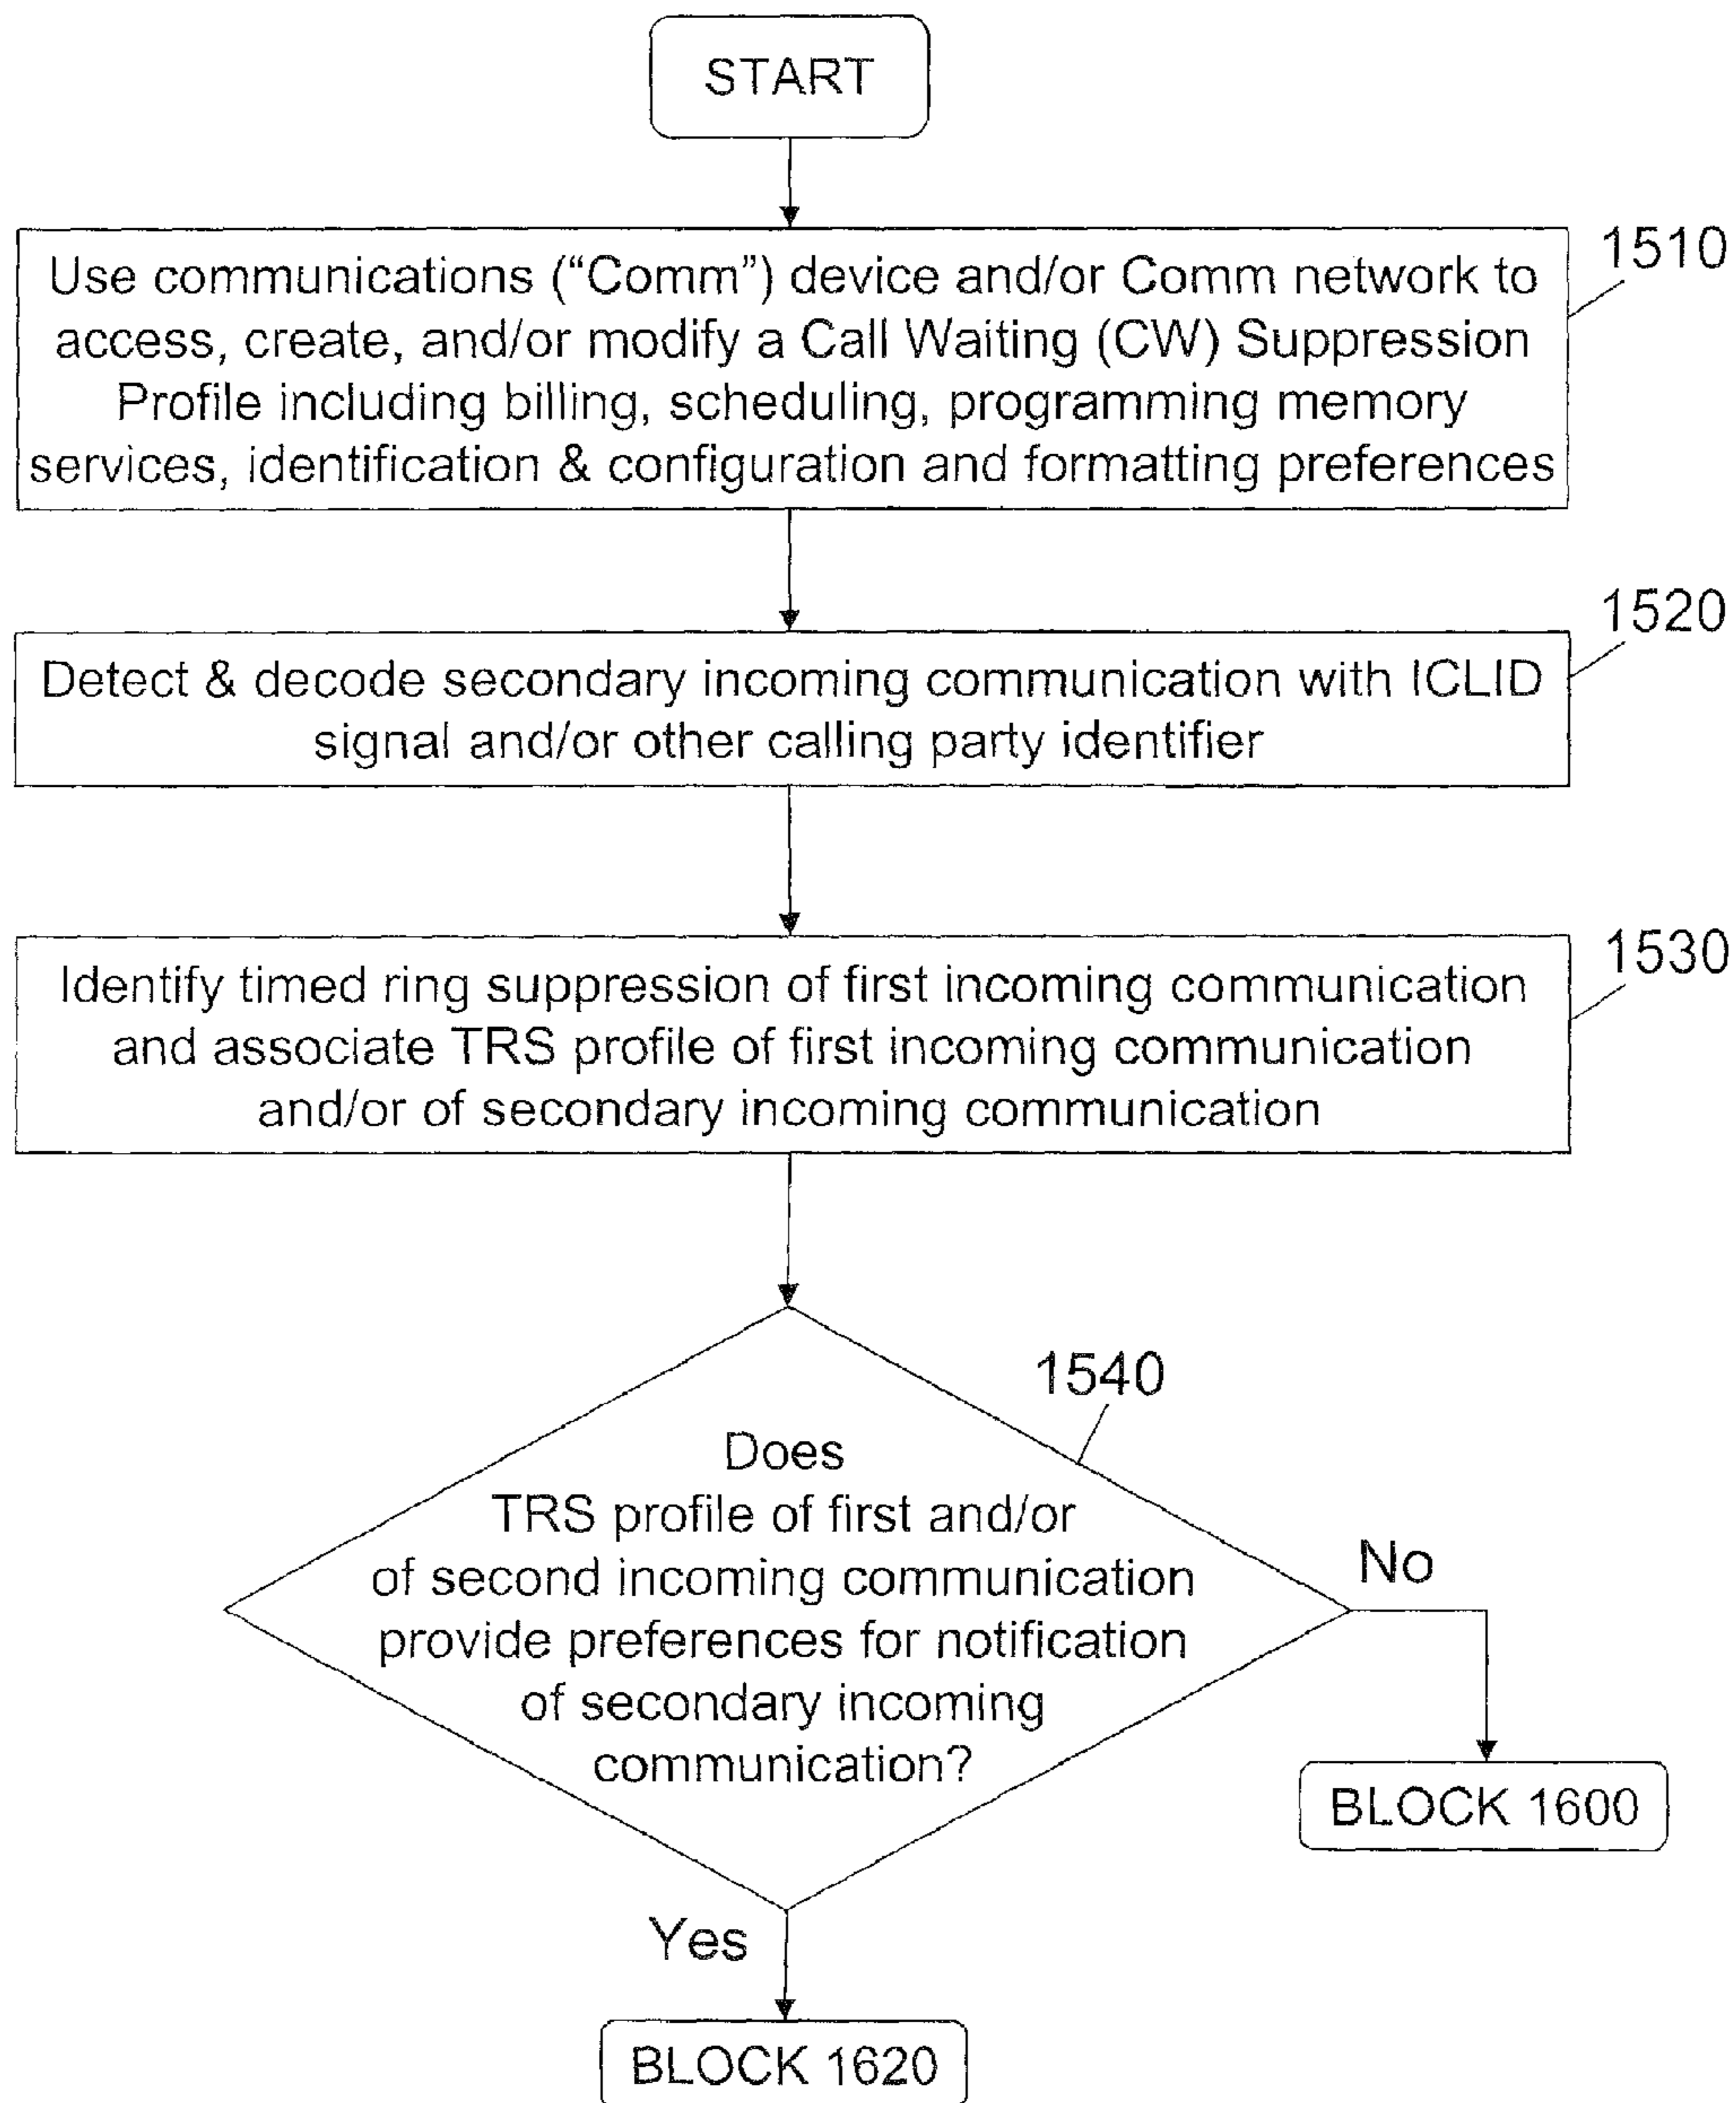 START
1510
Use communications (“Comm”) device and/or Comm network to
access, create, and/or modify a Call Waiting (CW) Suppression
Profile including billing, scheduling, programming memory
services, identification & configuration and formatting preferences
1520
Detect & decode secondary incoming communication with ICLID
signal and/or other calling party identifier
1530
Identify timed ring suppression of first incoming communication
and associate TRS profile of first incoming communication
and/or of secondary incoming communication
1540
Does
TRS profile of first and/or
of second incoming communication
provide preferences for notification
of secondary incoming
communication?
No
BLOCK 1600
Yes
BLOCK 1620